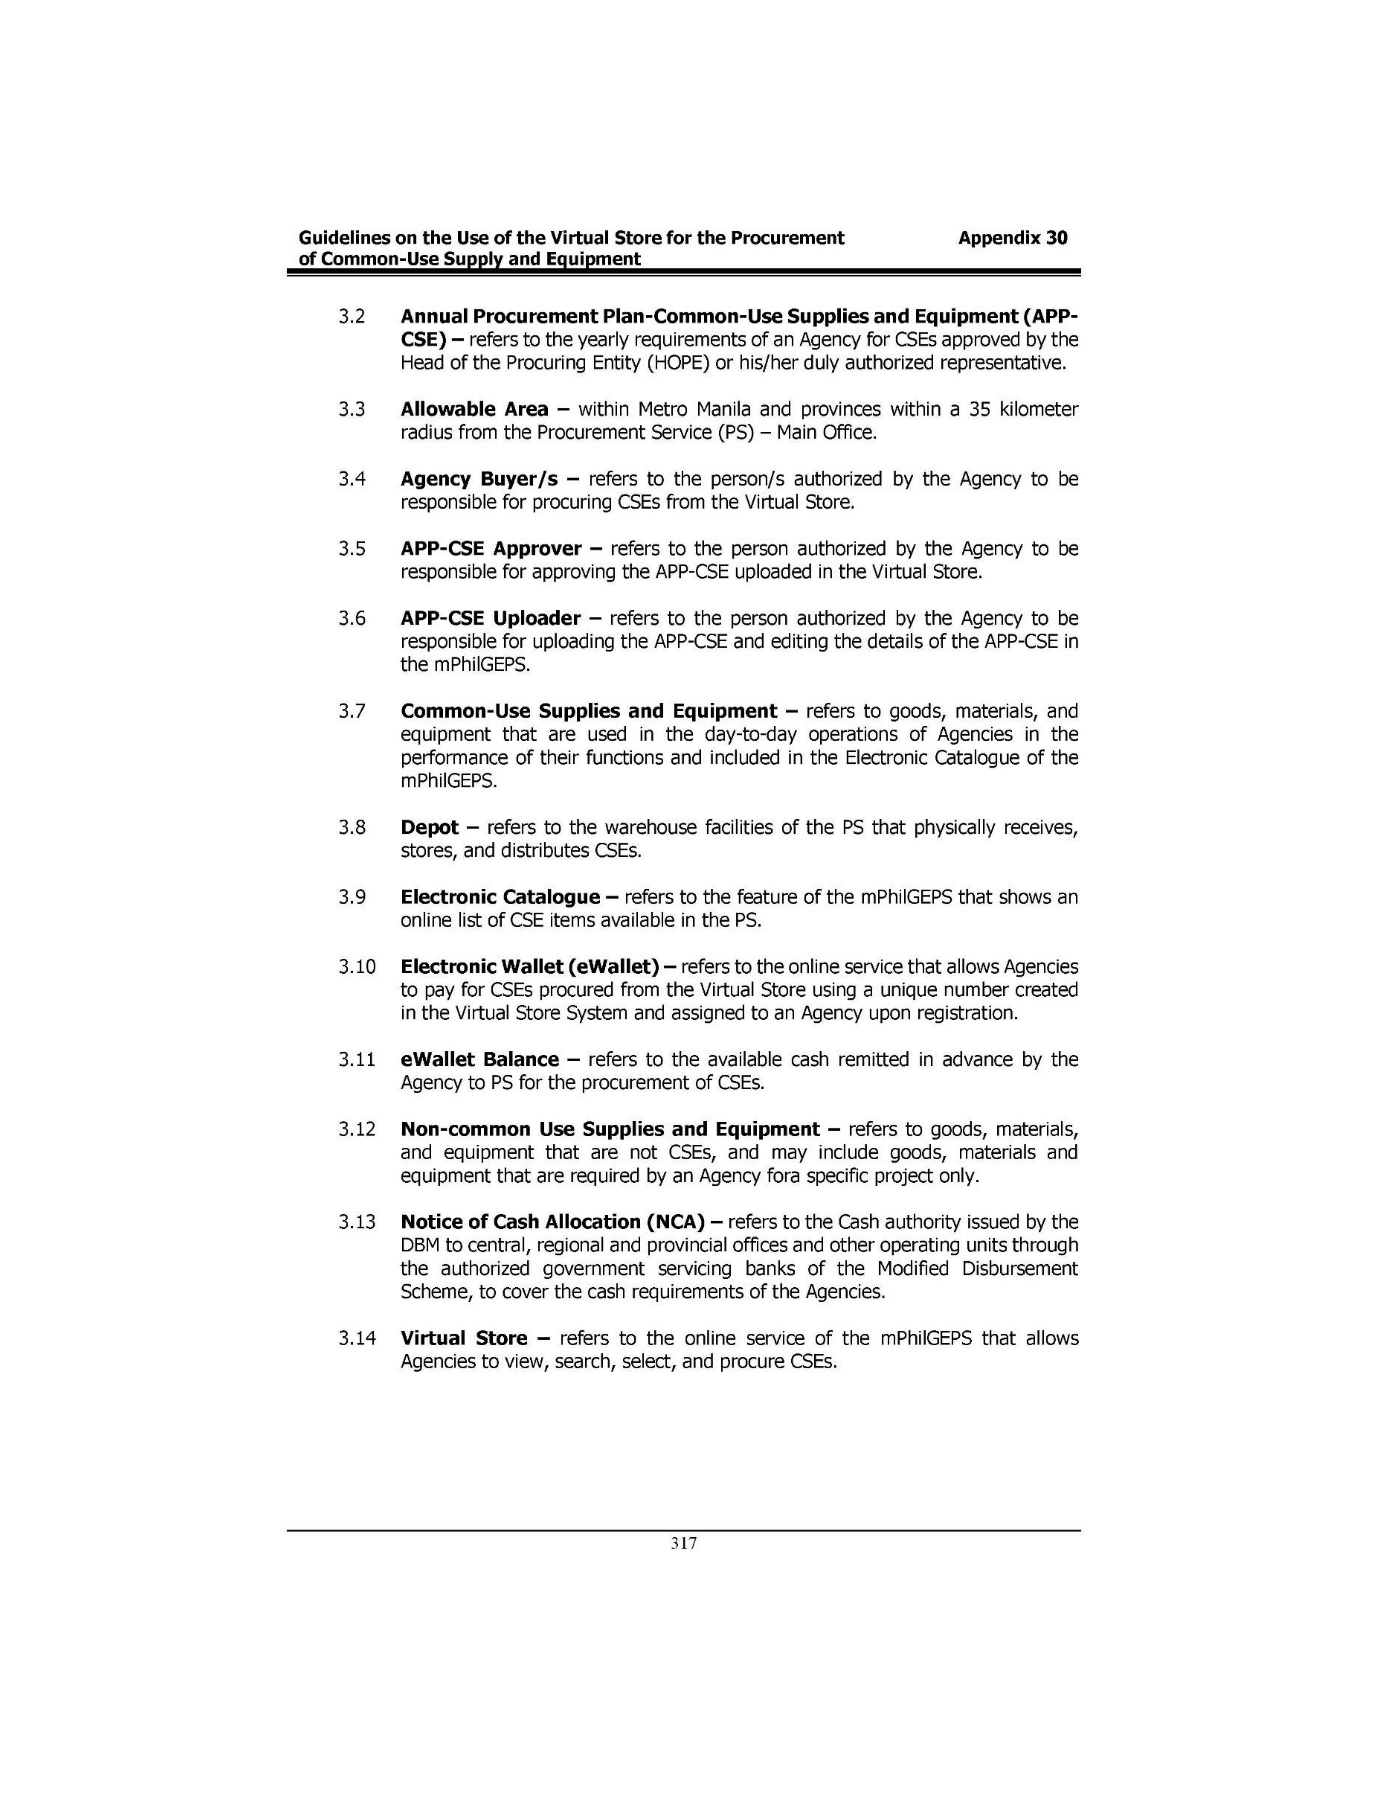 Guidelines on the Use of the Virtual Store for the Procurement Appendix 30
of Common-Use Supply and Equipment
3.2 Annual Procurement Plan-Common-Use Supplies and Equipment (APP-
CSE) – refers to the yearly requirements of an Agency for CSEs approved by the
Head of the Procuring Entity (HOPE) or his/her duly authorized representative.
3.3 Allowable Area – within Metro Manila and provinces within a 35 kilometer
radius from the Procurement Service (PS) – Main Office.
3.4 Agency Buyer/s – refers to the person/s authorized by the Agency to be
responsible for procuring CSEs from the Virtual Store.
3.5 APP-CSE Approver – refers to the person authorized by the Agency to be
responsible for approving the APP-CSE uploaded in the Virtual Store.
3.6 APP-CSE Uploader – refers to the person authorized by the Agency to be
responsible for uploading the APP-CSE and editing the details of the APP-CSE in
the mPhilGEPS.
3.7 Common-Use Supplies and Equipment – refers to goods, materials, and
equipment that are used in the day-to-day operations of Agencies in the
performance of their functions and included in the Electronic Catalogue of the
mPhilGEPS.
3.8 Depot – refers to the warehouse facilities of the PS that physically receives,
stores, and distributes CSEs.
3.9 Electronic Catalogue – refers to the feature of the mPhilGEPS that shows an
online list of CSE items available in the PS.
3.10 Electronic Wallet (eWallet) – refers to the online service that allows Agencies
to pay for CSEs procured from the Virtual Store using a unique number created
in the Virtual Store System and assigned to an Agency upon registration.
3.11 eWallet Balance – refers to the available cash remitted in advance by the
Agency to PS for the procurement of CSEs.
3.12 Non-common Use Supplies and Equipment – refers to goods, materials,
and equipment that are not CSEs, and may include goods, materials and
equipment that are required by an Agency fora specific project only.
3.13 Notice of Cash Allocation (NCA) – refers to the Cash authority issued by the
DBM to central, regional and provincial offices and other operating units through
the authorized government servicing banks of the Modified Disbursement
Scheme, to cover the cash requirements of the Agencies.
3.14 Virtual Store – refers to the online service of the mPhilGEPS that allows
Agencies to view, search, select, and procure CSEs.
317